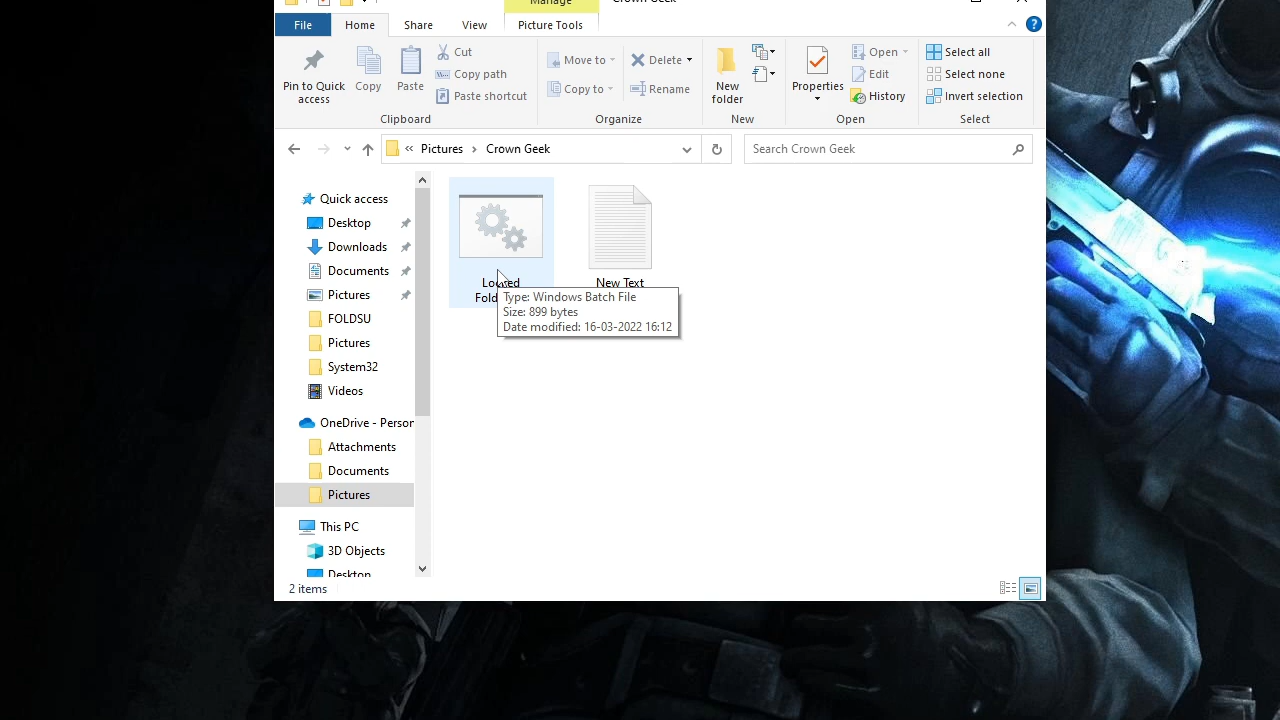 Manage
Crown Geek
File
Home
Share
View
Picture Tools
Pin to Quick
access
Copy
Paste
Cut
Copy path
Paste shortcut
Clipboard
Move to
Copy to
Delete
Rename
Organize
New
folder
New
Properties
Open
Edit
History
Open
Select all
Select none
Invert selection
Select
« Pictures › Crown Geek
Search Crown Geek
Quick access
Desktop
Downloads
Documents
Pictures
FOLDSU
Pictures
System32
Videos
OneDrive - Person
Attachments
Documents
Pictures
This PC
3D Objects
Desktop
New Text
Type: Windows Batch File
Size: 899 bytes
Date modified: 16-03-2022 16:12
2 items